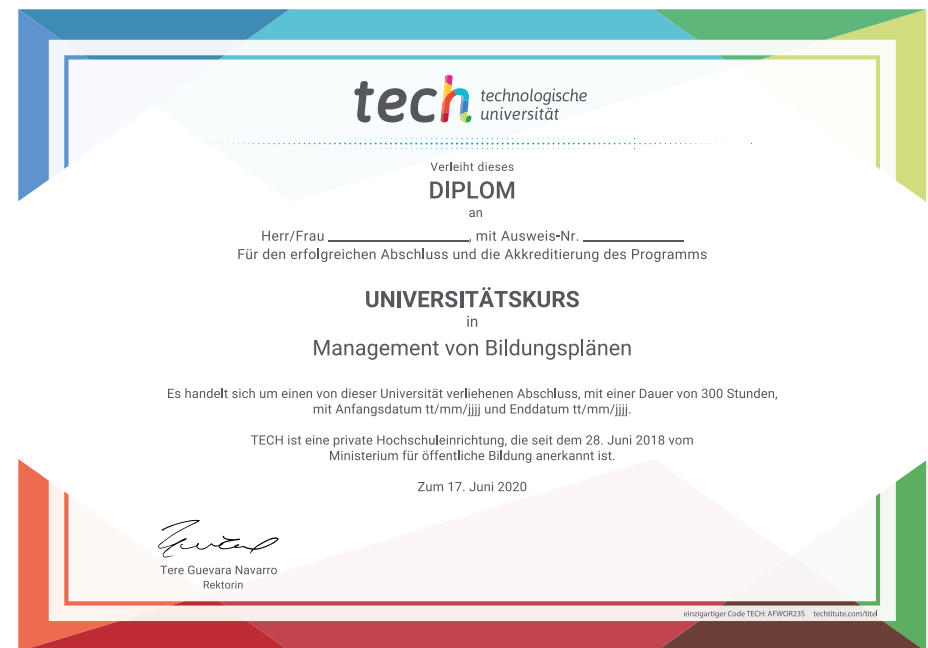 tech technologische
universität
Verleiht dieses
DIPLOM
an
Herr/Frau ____________________, mit Ausweis-Nr. ______________
Für den erfolgreichen Abschluss und die Akkreditierung des Programms
UNIVERSITÄTSKURS
in
Management von Bildungsplänen
Es handelt sich um einen von dieser Universität verliehenen Abschluss, mit einer Dauer von 300 Stunden,
mit Anfangsdatum tt/mm/jjjj und Enddatum tt/mm/jjjj.
TECH ist eine private Hochschuleinrichtung, die seit dem 28. Juni 2018 vom
Ministerium für öffentliche Bildung anerkannt ist.
Zum 17. Juni 2020
Tere Guevara Navarro
Rektorin
einzigartiger Code TECH: AFWOR23S techtitute.com/titel